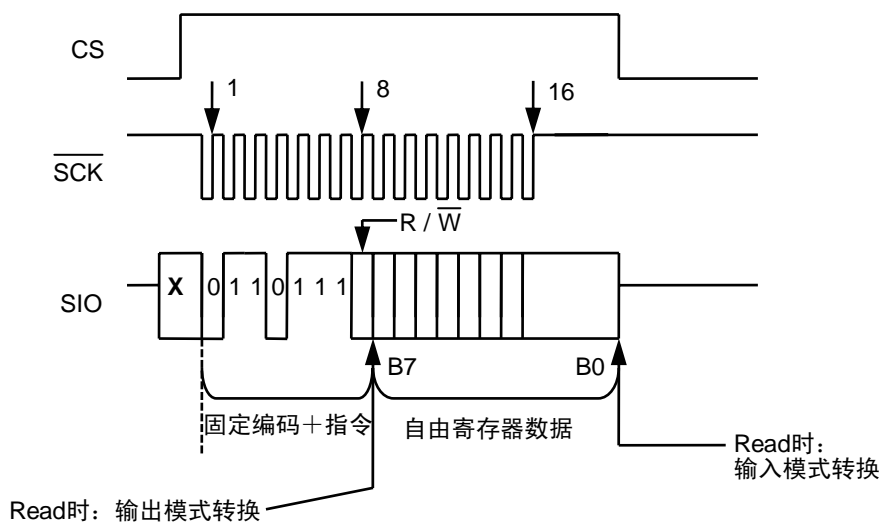 CS
1
8
16
SCK
R / W
SIO
X
0 1 1 0 1 1 1
B7
B0
固定编码＋指令
自由寄存器数据
Read时：
输入模式转换
Read时：输出模式转换